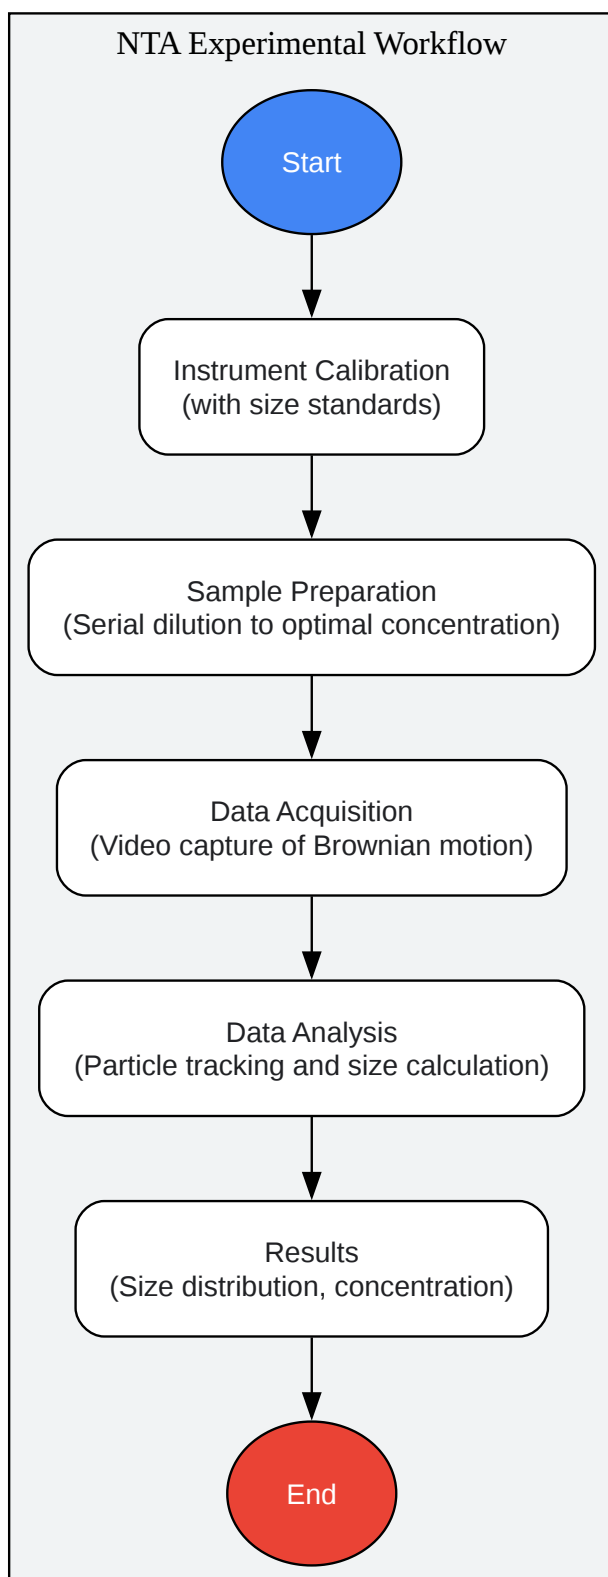 NTA Experimental Workflow
Start
Instrument Calibration
(with size standards)
Sample Preparation
(Serial dilution to optimal concentration)
Data Acquisition
(Video capture of Brownian motion)
Data Analysis
(Particle tracking and size calculation)
Results
(Size distribution, concentration)
End